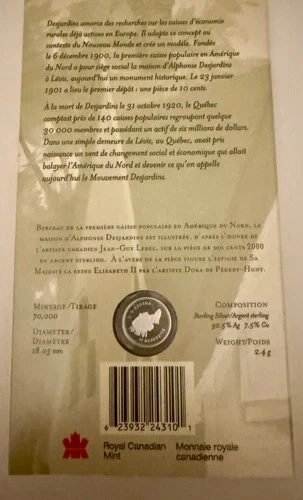 Desjardins amorce des recherches sur les caisses d'économie
rurales déjà actives en Europe. Il adapte ce concept au
contexte du Nouveau Monde et crée un modèle. Fondée
le 6 décembre 1900, la première caisse populaire en Amérique
du Nord a pour siège social la maison d'Alphonse Desjardins
à Lévis, aujourd'hui un monument historique. Le 23 janvier
1901 a lieu le premier dépôt : une pièce de 10 cents.
À la mort de Desjardins le 31 octobre 1920, le Québec
comptait près de 140 caisses populaires regroupant quelque
30 000 membres et possédant un actif de six millions de dollars.
Dans une simple demeure de Lévis, au Québec, avait pris
naissance un vent de changement social et économique qui allait
balayer l'Amérique du Nord et devenir ce qu'on appelle
aujourd'hui le Mouvement Desjardins.
Berceau de la première caisse populaire en Amérique du Nord, la
maison d'Alphonse Desjardins est illustrée, d'après l'œuvre de
l'artiste canadien Jean-Guy Lebel, sur la pièce de dix cents 2000
en argent sterling. À l'avers de la pièce figure l'effigie de Sa
Majesté la reine Elizabeth II par l'artiste Dora de Pédery-Hunt.
Mintage/Tirage
70,000
Diameter/
Diamètre
18.03 mm
Composition
Sterling Silver/Argent sterling
92.5% Ag 7.5% Cu
Weight/Poids
2.4 g
D·G·REGINA
ELIZABETH II
6 23932 24310 1
Royal Canadian
Mint
Monnaie royale
canadienne